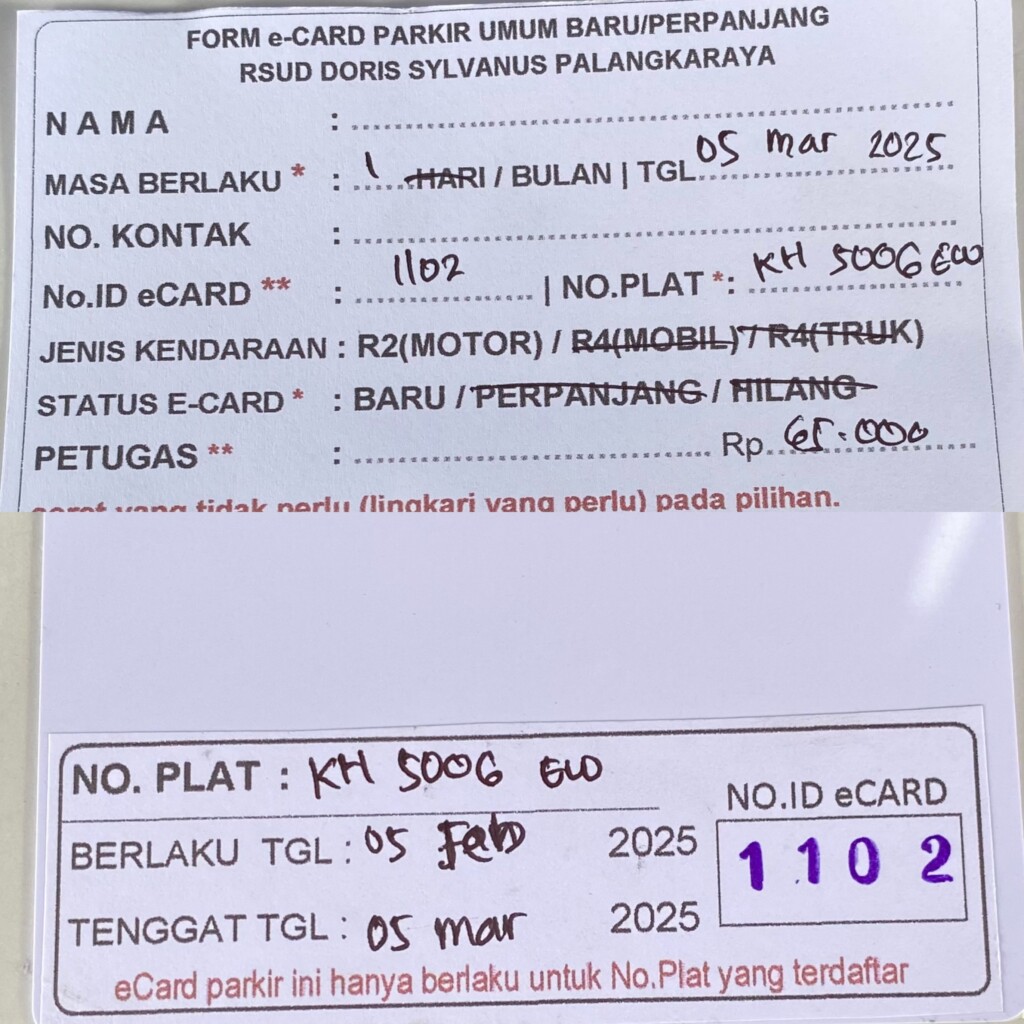 FORM e-CARD PARKIR UMUM BARU/PERPANJANG
RSUD DORIS SYLVANUS PALANGKARAYA
NAMA :
MASA BERLAKU * : 1 HARI / BULAN | TGL 05 Mar 2025
NO. KONTAK :
No.ID eCARD ** : 1102 | NO.PLAT *: KH 5006 EW
JENIS KENDARAAN : R2(MOTOR) / R4(MOBIL) / R4(TRUK)
STATUS E-CARD * : BARU / PERPANJANG / HILANG
PETUGAS ** : Rp. 65.000
yang tidak perlu (lingkari yang perlu) pada pilihan.
NO. PLAT : KH 5006 EW
NO.ID eCARD
BERLAKU TGL : 05 Feb 2025
1102
TENGGAT TGL : 05 mar 2025
eCard parkir ini hanya berlaku untuk No.Plat yang terdaftar